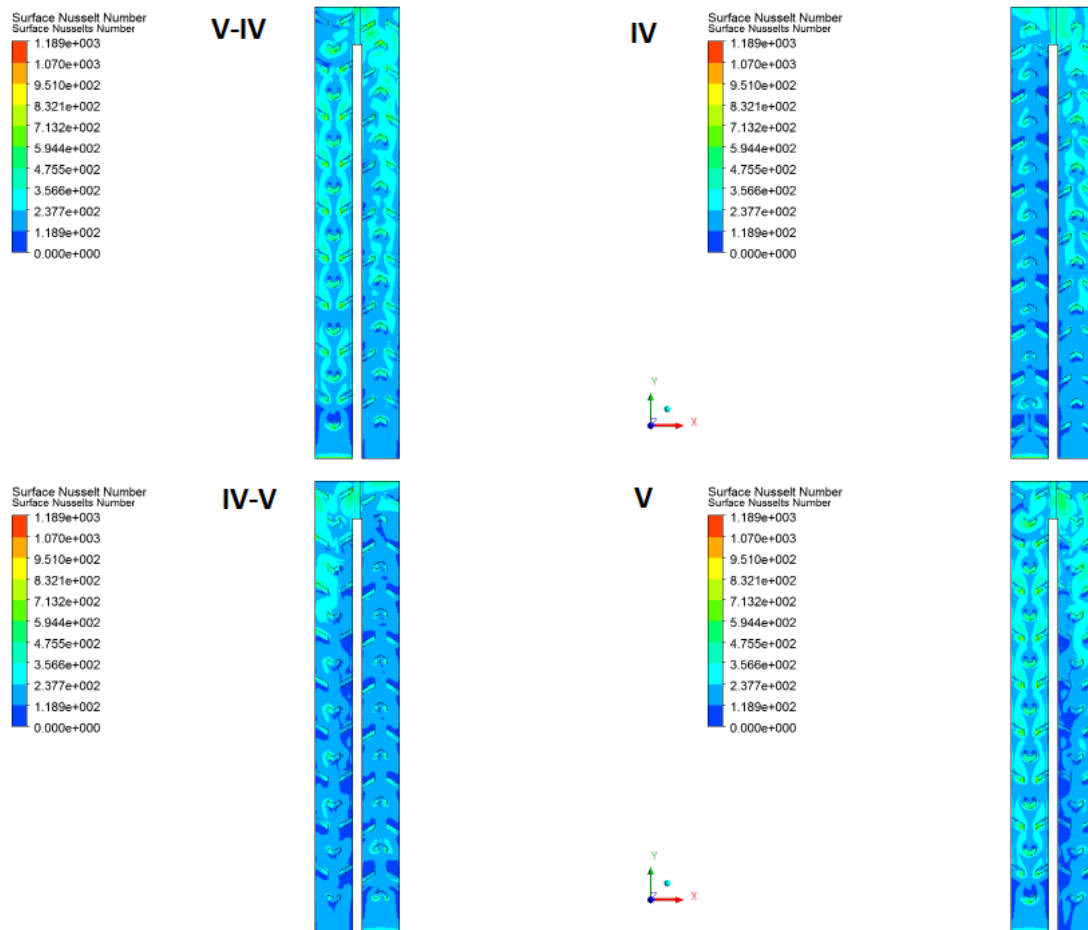 Surface Nusselt Number
Surface Nusselts Number
1.189e+003
1.070e+003
9.510e+002
8.321e+002
7.132e+002
5.944e+002
4.755e+002
3.566e+002
2.377e+002
1.189e+002
0.000e+000
V-IV
IV
Surface Nusselt Number
Surface Nusselts Number
1.189e+003
1.070e+003
9.510e+002
8.321e+002
7.132e+002
5.944e+002
4.755e+002
3.566e+002
2.377e+002
1.189e+002
0.000e+000
Y
Z
X
Surface Nusselt Number
Surface Nusselts Number
1.189e+003
1.070e+003
9.510e+002
8.321e+002
7.132e+002
5.944e+002
4.755e+002
3.566e+002
2.377e+002
1.189e+002
0.000e+000
IV-V
V
Surface Nusselt Number
Surface Nusselts Number
1.189e+003
1.070e+003
9.510e+002
8.321e+002
7.132e+002
5.944e+002
4.755e+002
3.566e+002
2.377e+002
1.189e+002
0.000e+000
Y
Z
X